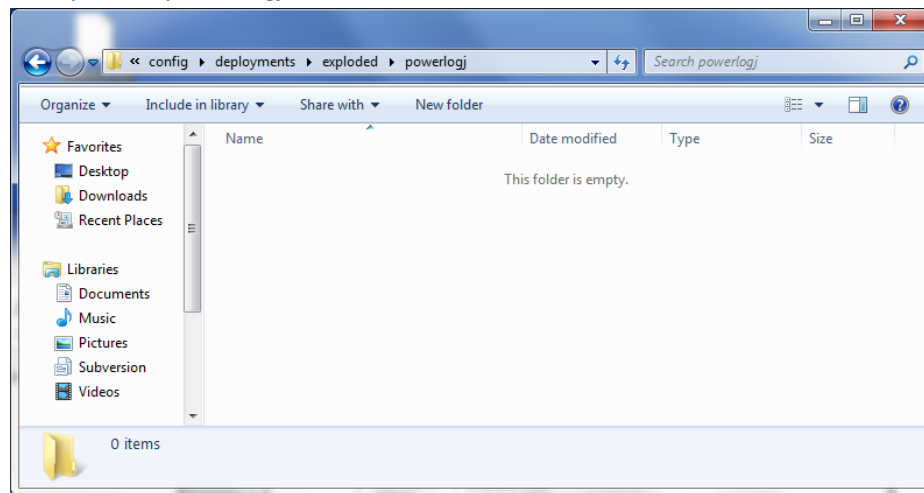 « config ▸ deployments ▸ exploded ▸ powerlogj
Search powerlogj
Organize ▾ Include in library ▾ Share with ▾ New folder
Name Date modified Type Size
This folder is empty.
Favorites
Desktop
Downloads
Recent Places
Libraries
Documents
Music
Pictures
Subversion
Videos
0 items